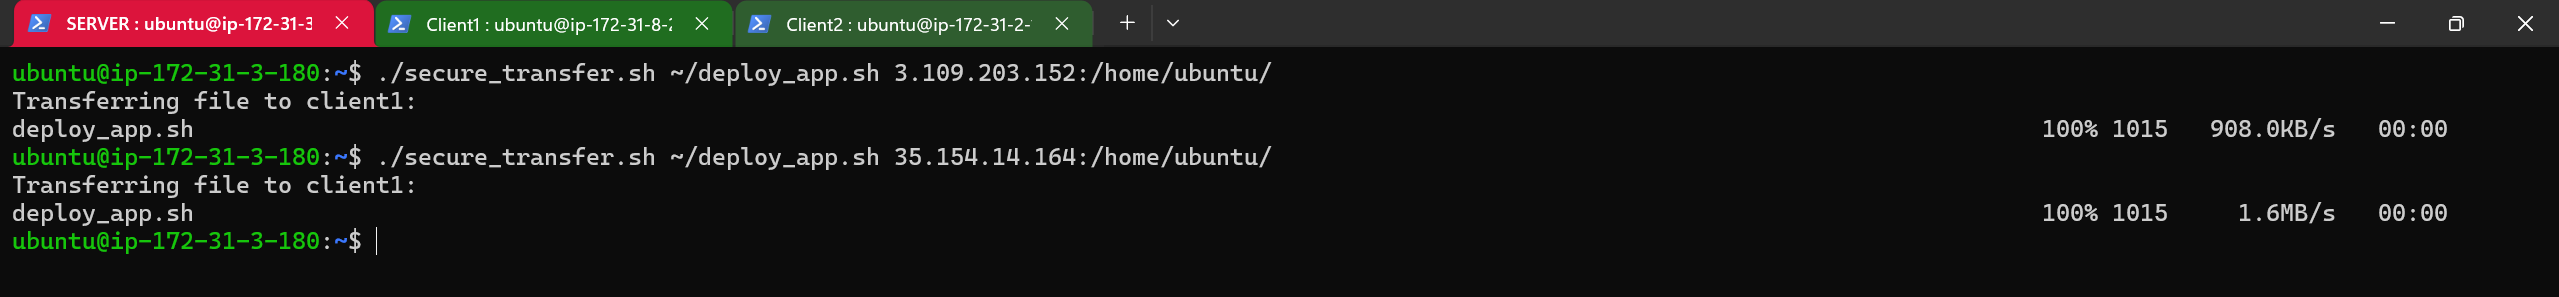 SERVER : ubuntu@ip-172-31-3 Client1 : ubuntu@ip-172-31-8-2 Client2 : ubuntu@ip-172-31-2-
ubuntu@ip-172-31-3-180:~$ ./secure_transfer.sh ~/deploy_app.sh 3.109.203.152:/home/ubuntu/
Transferring file to client1:
deploy_app.sh 100% 1015 908.0KB/s 00:00
ubuntu@ip-172-31-3-180:~$ ./secure_transfer.sh ~/deploy_app.sh 35.154.14.164:/home/ubuntu/
Transferring file to client1:
deploy_app.sh 100% 1015 1.6MB/s 00:00
ubuntu@ip-172-31-3-180:~$